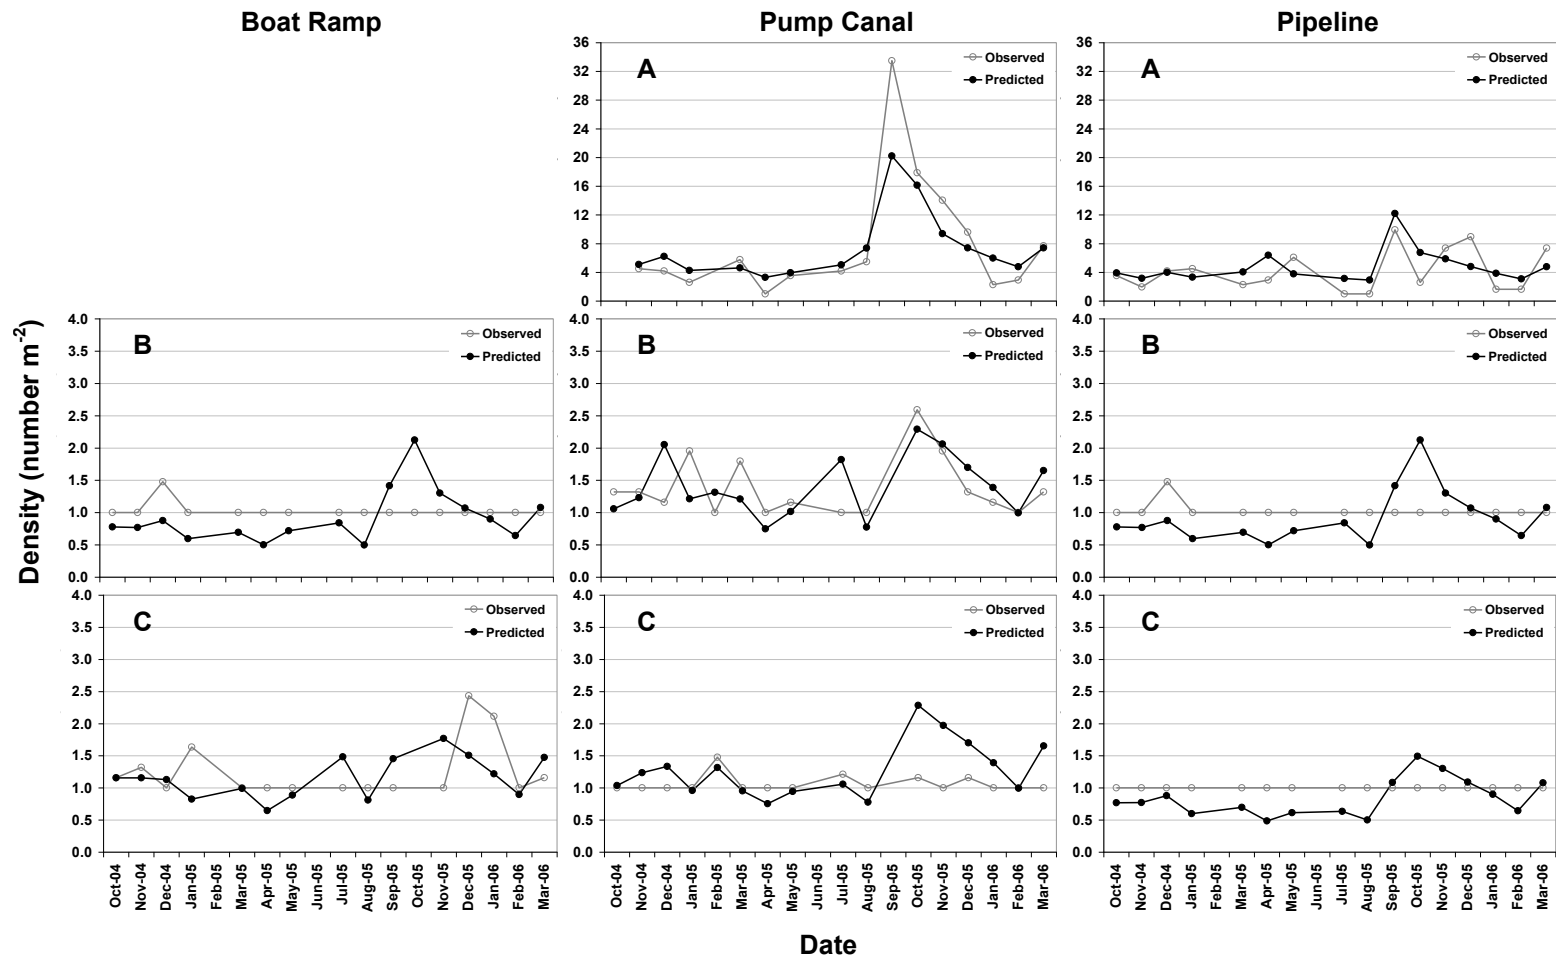 Boat Ramp
Pump Canal
Pipeline
Density (number m-2)
A
Observed
Predicted
36
32
28
24
20
16
12
8
4
0
A
Observed
Predicted
36
32
28
24
20
16
12
8
4
0
B
Observed
Predicted
4.0
3.5
3.0
2.5
2.0
1.5
1.0
0.5
0.0
B
Observed
Predicted
4.0
3.5
3.0
2.5
2.0
1.5
1.0
0.5
0.0
B
Observed
Predicted
4.0
3.5
3.0
2.5
2.0
1.5
1.0
0.5
0.0
C
Observed
Predicted
4.0
3.5
3.0
2.5
2.0
1.5
1.0
0.5
0.0
Oct-04
Nov-04
Dec-04
Jan-05
Feb-05
Mar-05
Apr-05
May-05
Jun-05
Jul-05
Aug-05
Sep-05
Oct-05
Nov-05
Dec-05
Jan-06
Feb-06
Mar-06
C
Observed
Predicted
4.0
3.5
3.0
2.5
2.0
1.5
1.0
0.5
0.0
Oct-04
Nov-04
Dec-04
Jan-05
Feb-05
Mar-05
Apr-05
May-05
Jun-05
Jul-05
Aug-05
Sep-05
Oct-05
Nov-05
Dec-05
Jan-06
Feb-06
Mar-06
C
Observed
Predicted
4.0
3.5
3.0
2.5
2.0
1.5
1.0
0.5
0.0
Oct-04
Nov-04
Dec-04
Jan-05
Feb-05
Mar-05
Apr-05
May-05
Jun-05
Jul-05
Aug-05
Sep-05
Oct-05
Nov-05
Dec-05
Jan-06
Feb-06
Mar-06
Date